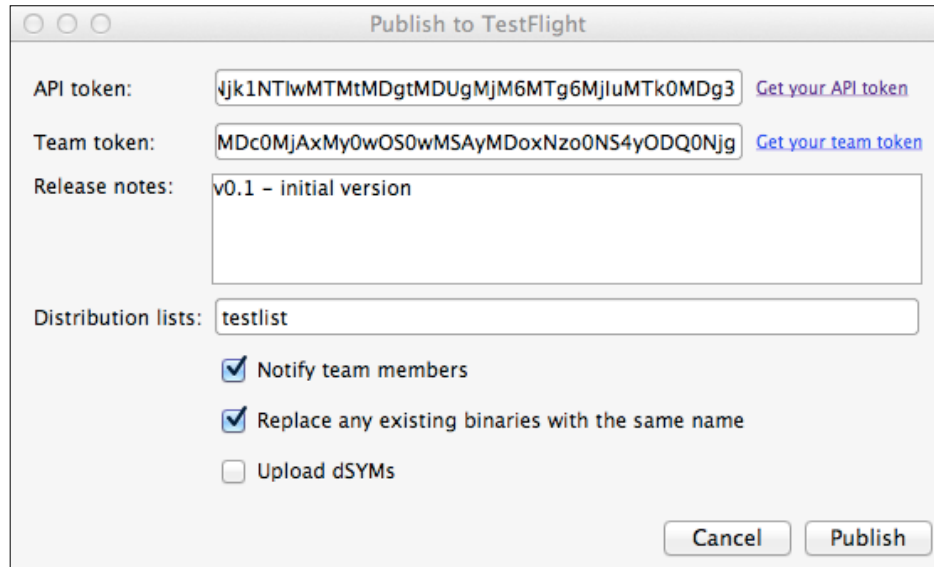 Publish to TestFlight
API token: Njk1NTIwMTMtMDgtMDUgMjM6MTg6MjIuMTk0MDg3 Get your API token
Team token: MDc0MjAxMy0wOS0wMSAyMDoxNzo0NS4yODQ0Njg Get your team token
Release notes: v0.1 – initial version
Distribution lists: testlist
Notify team members
Replace any existing binaries with the same name
Upload dSYMs
Cancel Publish